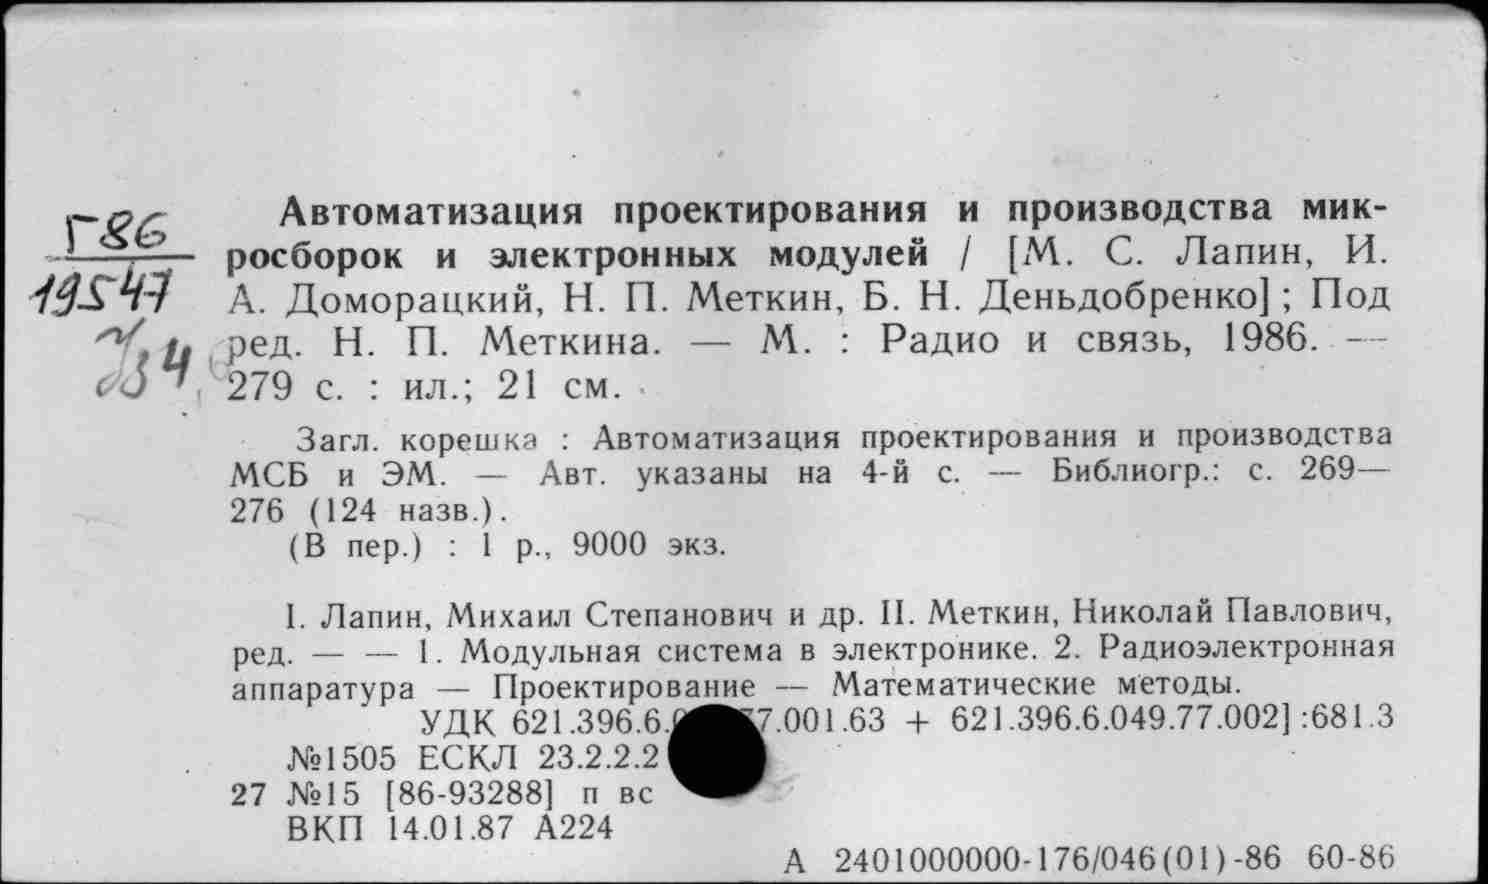 Г86
19547
Автоматизация проектирования и производства мик-
росборок и электронных модулей / [М. С. Лапин, И.
А. Доморацкий, Н. П. Меткин, Б. Н. Деньдобренко] ; Под
ред. Н. П. Меткина. — М. : Радио и связь, 1986. —
279 с. : ил.; 21 см.
Загл. корешка : Автоматизация проектирования и производства
МСБ и ЭМ. — Авт. указаны на 4-й с. — Библиогр.: с. 269—
276 (124 назв.).
(В пер.) : 1 р., 9000 экз.
I. Лапин, Михаил Степанович и др. II. Меткин, Николай Павлович,
ред. — — 1. Модульная система в электронике. 2. Радиоэлектронная
аппаратура — Проектирование — Математические методы.
УДК 621.396.6. 7.001.63 + 621.396.6.049.77.002] :681.3
№1505 ЕСКЛ 23.2.2.2
27 №15 [86-93288] п вс
ВКП 14.01.87 А224
А 2401000000-176/046(01)-86 60-86